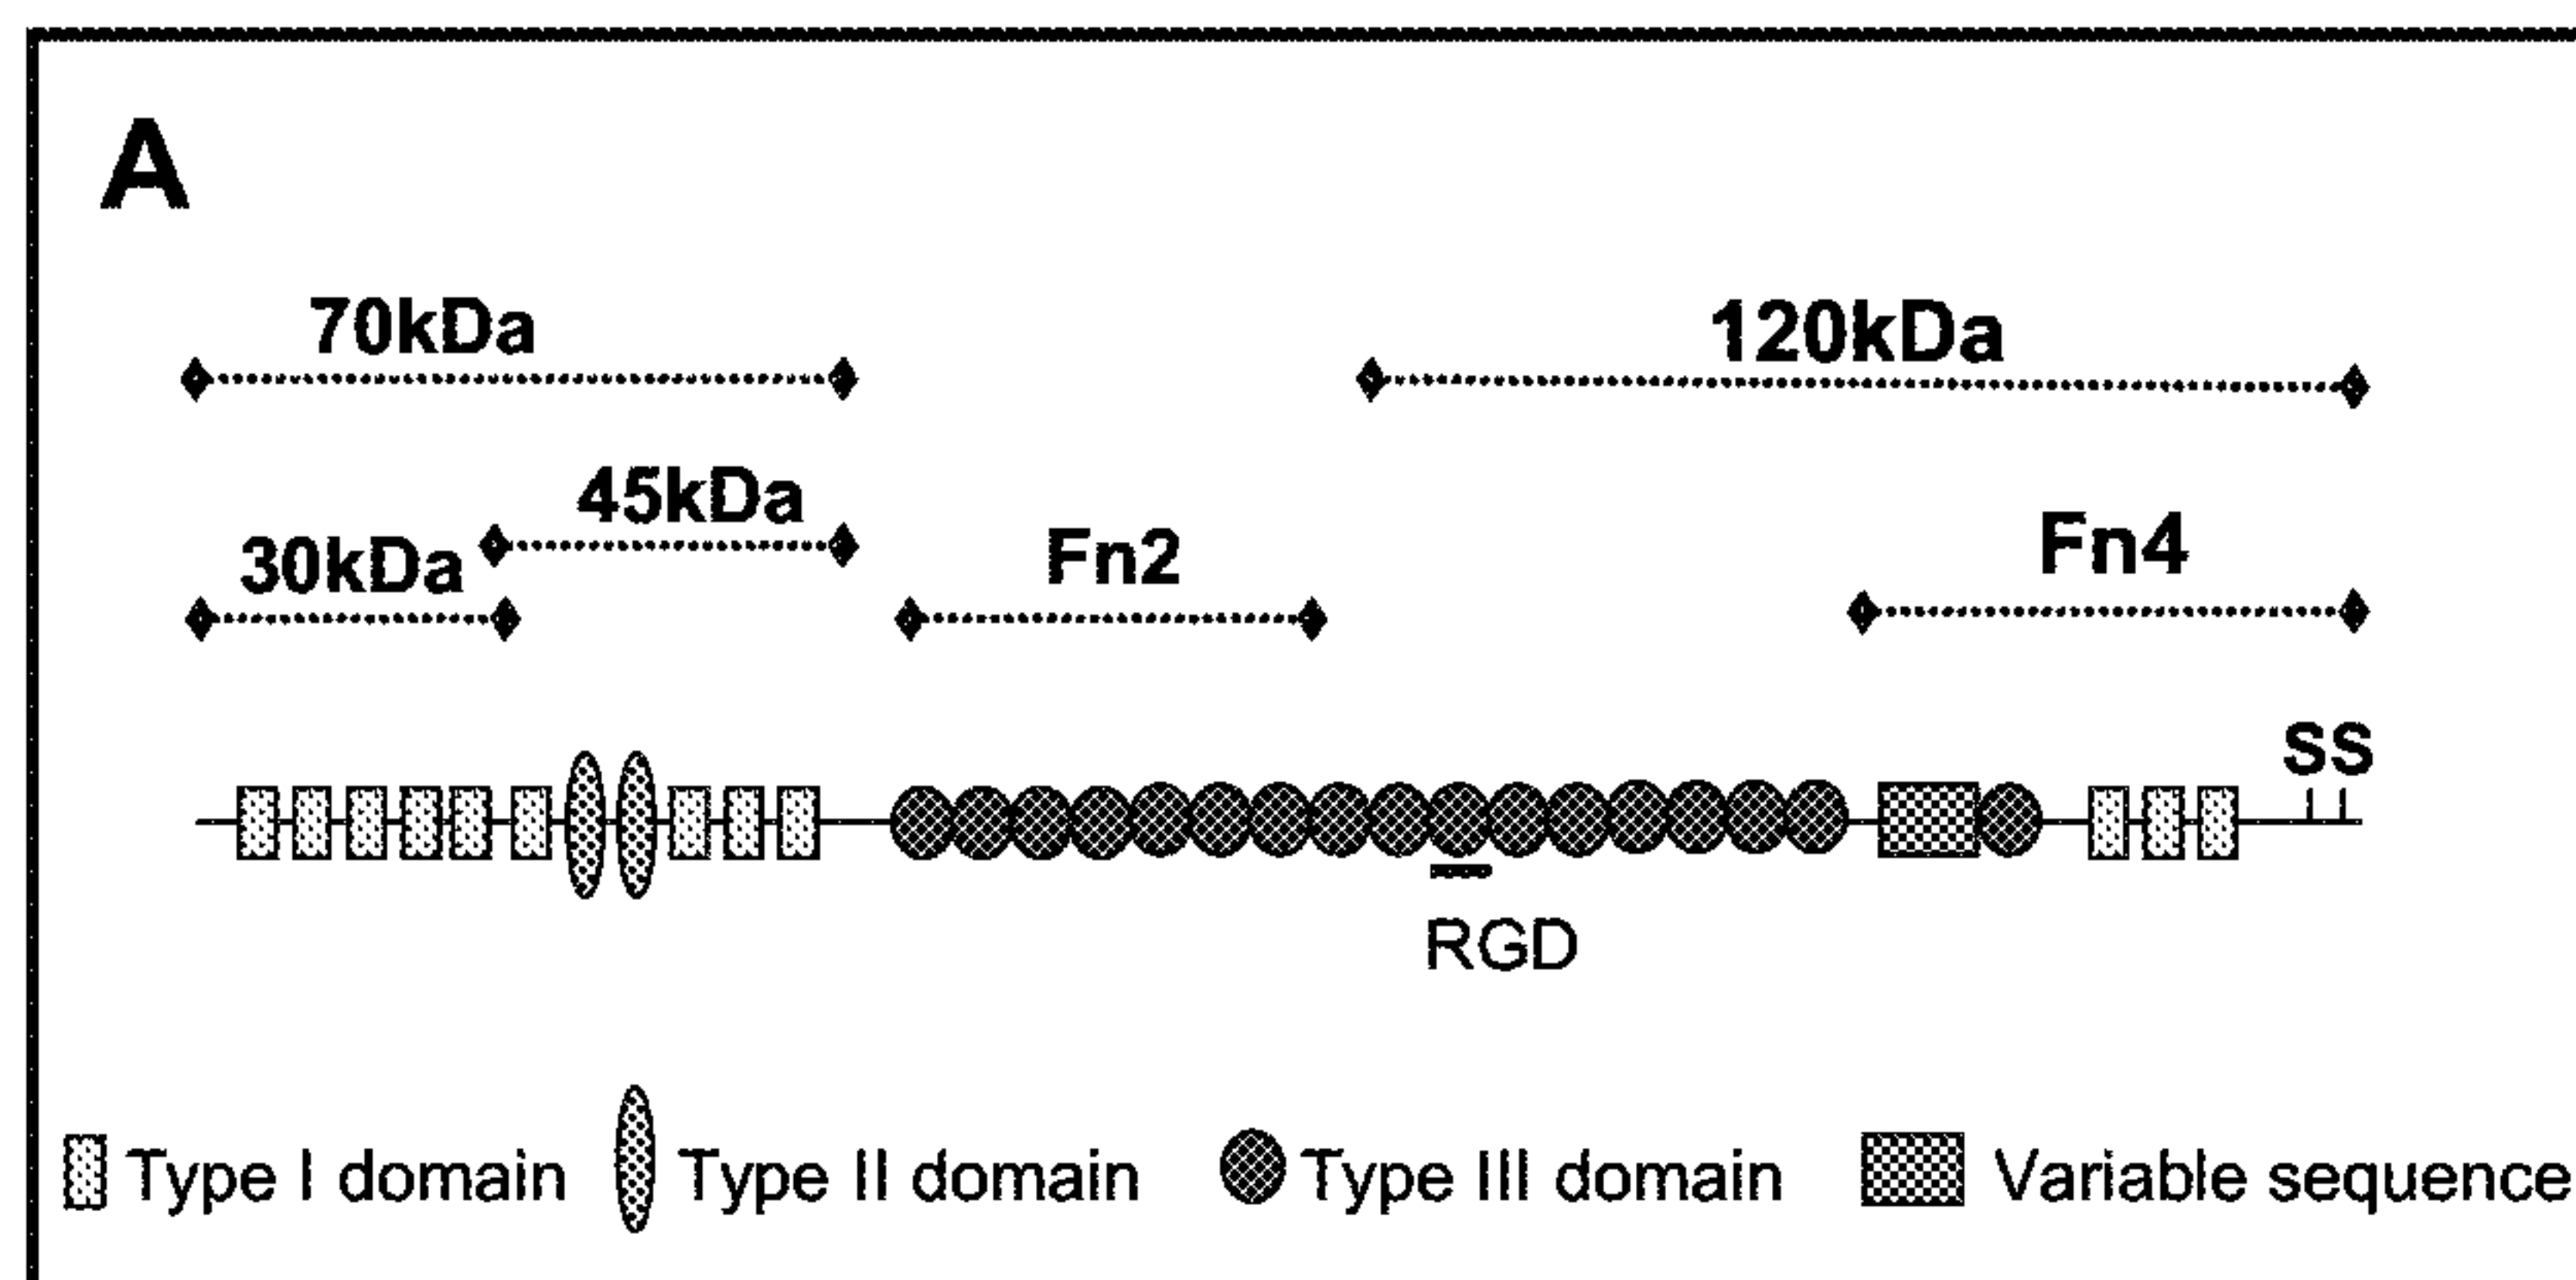 A
70kDa
120kDa
45kDa
30kDa
Fn2
Fn4
SS
RGD
Type I domain
Type II domain
Type III domain
Variable sequence